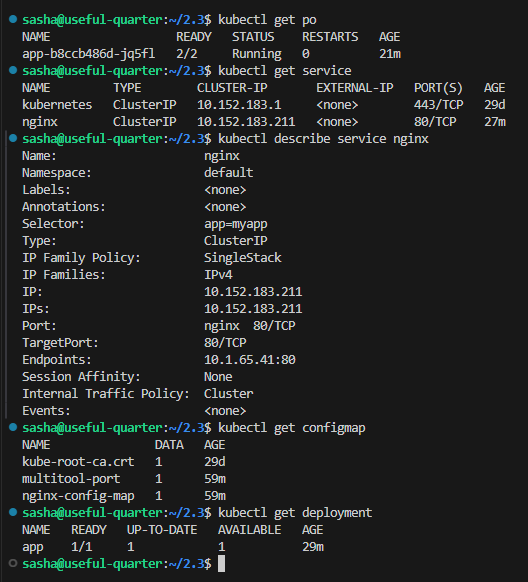 sasha@useful-quarter:~/2.3$ kubectl get po
NAME                  READY   STATUS    RESTARTS   AGE
app-b8ccb486d-jq5fl   2/2     Running   0          21m
sasha@useful-quarter:~/2.3$ kubectl get service
NAME         TYPE        CLUSTER-IP       EXTERNAL-IP   PORT(S)   AGE
kubernetes   ClusterIP   10.152.183.1     <none>        443/TCP   29d
nginx        ClusterIP   10.152.183.211   <none>        80/TCP    27m
sasha@useful-quarter:~/2.3$ kubectl describe service nginx
Name:                     nginx
Namespace:                default
Labels:                   <none>
Annotations:              <none>
Selector:                 app=myapp
Type:                     ClusterIP
IP Family Policy:         SingleStack
IP Families:              IPv4
IP:                       10.152.183.211
IPs:                      10.152.183.211
Port:                     nginx  80/TCP
TargetPort:               80/TCP
Endpoints:                10.1.65.41:80
Session Affinity:         None
Internal Traffic Policy:  Cluster
Events:                   <none>
sasha@useful-quarter:~/2.3$ kubectl get configmap
NAME               DATA   AGE
kube-root-ca.crt   1      29d
multitool-port     1      59m
nginx-config-map   1      59m
sasha@useful-quarter:~/2.3$ kubectl get deployment
NAME   READY   UP-TO-DATE   AVAILABLE   AGE
app    1/1     1            1           29m
sasha@useful-quarter:~/2.3$